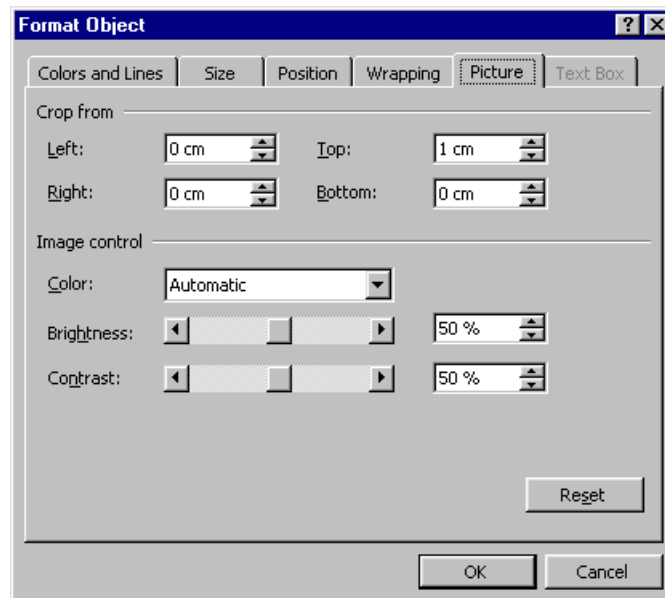 Format Object
Colors and Lines Size Position Wrapping Picture Text Box
Crop from
Left: 0 cm Top: 1 cm
Right: 0 cm Bottom: 0 cm
Image control
Color: Automatic
Brightness: 50 %
Contrast: 50 %
Reset
OK Cancel